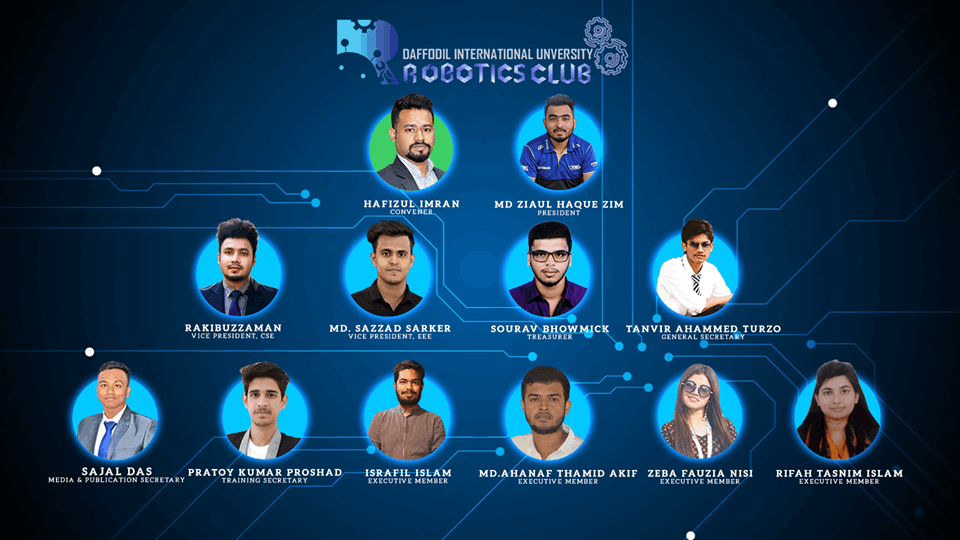 DAFFODIL INTERNATIONAL UNVERSITY
ROBOTICS CLUB
HAFIZUL IMRAN
CONVENER
MD ZIAUL HAQUE ZIM
PRESIDENT
RAKIBUZZAMAN
VICE PRESIDENT, CSE
MD. SAZZAD SARKER
VICE PRESIDENT, EEE
SOURAV BHOWMICK
TREASURER
TANVIR AHAMMED TURZO
GENERAL SECRETARY
SAJAL DAS
MEDIA & PUBLICATION SECRETARY
PRATOY KUMAR PROSHAD
TRAINING SECRETARY
ISRAFIL ISLAM
EXECUTIVE MEMBER
MD.AHANAF THAMID AKIF
EXECUTIVE MEMBER
ZEBA FAUZIA NISI
EXECUTIVE MEMBER
RIFAH TASNIM ISLAM
EXECUTIVE MEMBER